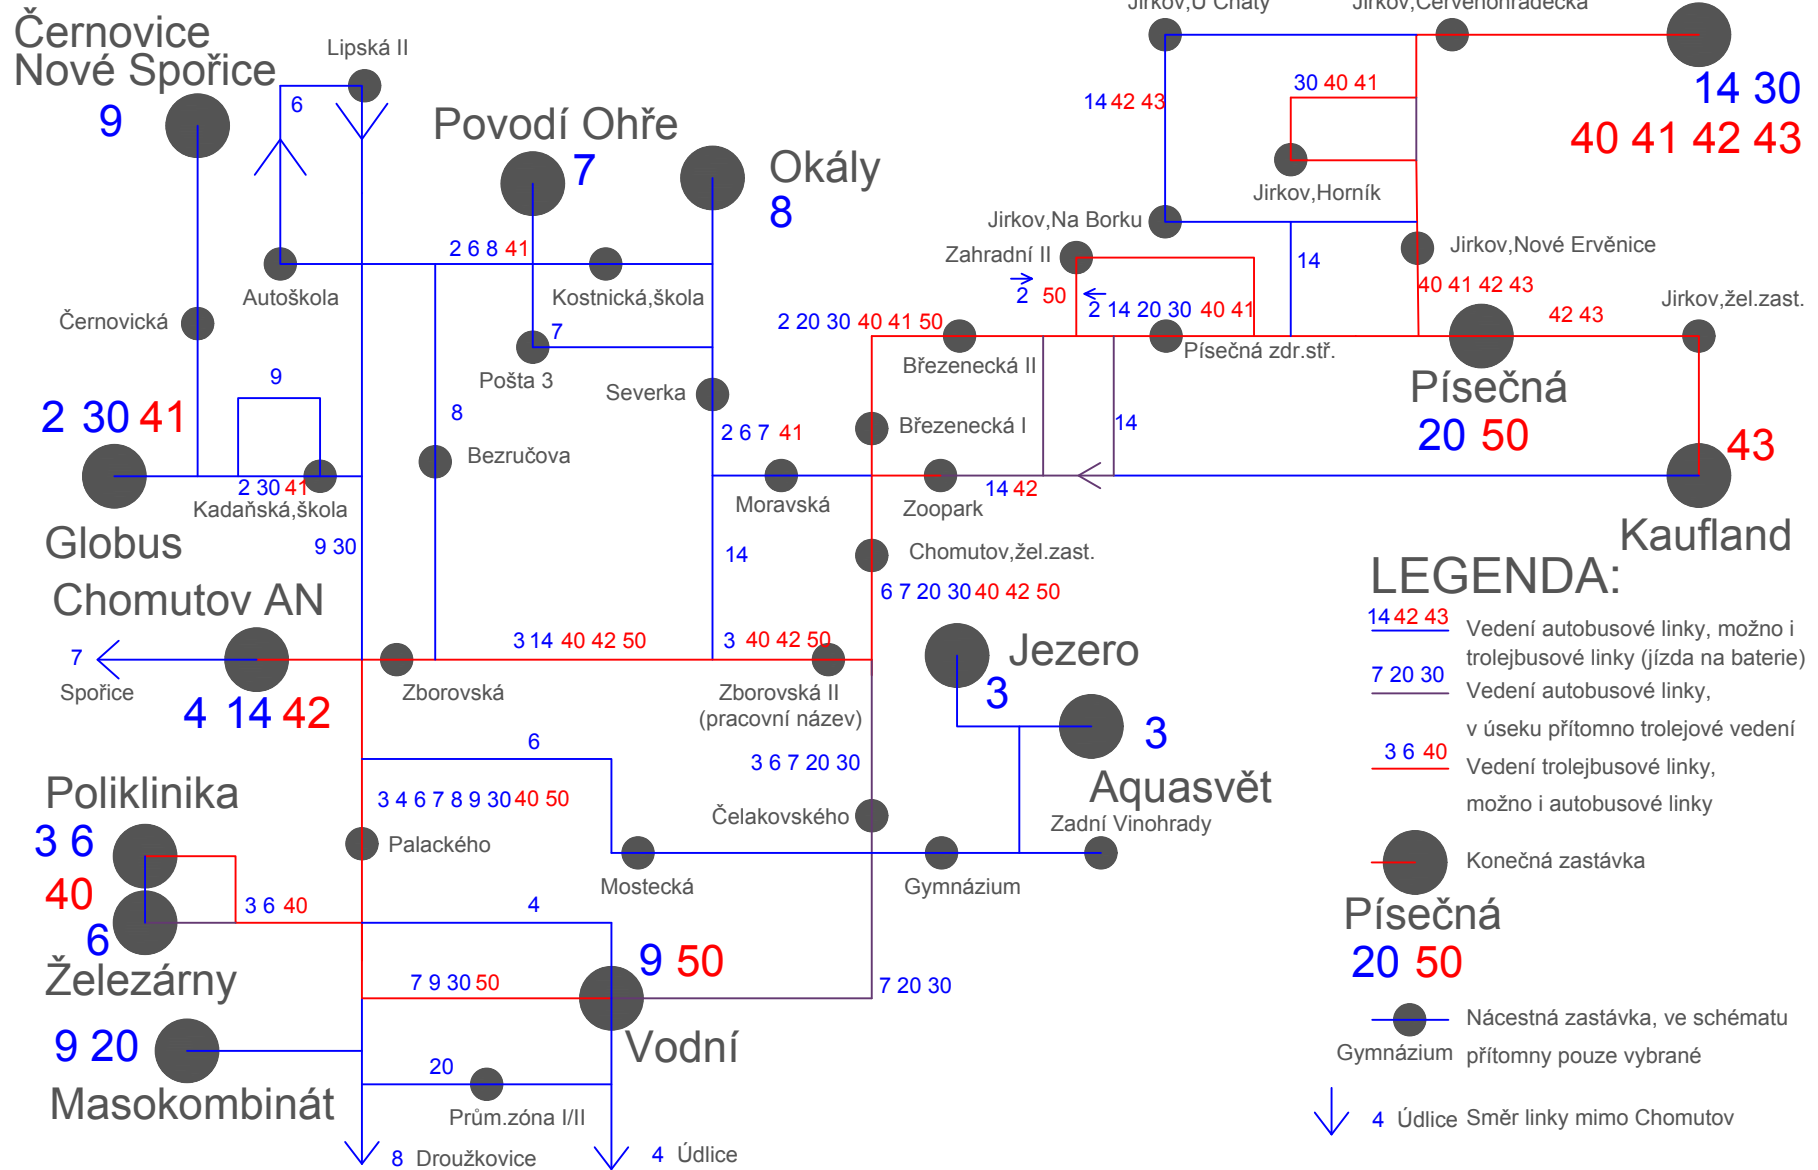 Jirkov,U Chaty
Jirkov,Červenohrádecká
Černovice
Nové Spořice
9
Lipská II
6
Povodí Ohře
7
Okály
8
14 42 43
30 40 41
14 30
40 41 42 43
Jirkov,Horník
Jirkov,Na Borku
Jirkov,Nové Ervěnice
Zahradní II
2 6 8 41
Autoškola
Kostnická,škola
14
2 50
2 14 20 30 40 41
40 41 42 43
Jirkov,žel.zast.
Černovická
7
2 20 30 40 41 50
42 43
Písečná zdr.stř.
Březenecká II
Pošta 3
9
Severka
Písečná
20 50
2 30 41
8
Bezručova
2 6 7 41
Březenecká I
14
43
2 30 41
Kadaňská,škola
Moravská
14 42
Zoopark
Globus
9 30
14
Chomutov,žel.zast.
Kaufland
Chomutov AN
6 7 20 30 40 42 50
LEGENDA:
14 42 43
Vedení autobusové linky, možno i
trolejbusové linky (jízda na baterie)
7
Spořice
3 14 40 42 50
3 40 42 50
Jezero
3
7 20 30
Vedení autobusové linky,
v úseku přítomno trolejové vedení
4 14 42
Zborovská
Zborovská II
(pracovní název)
3
6
3 6 7 20 30
Aquasvět
3 6 40
Vedení trolejbusové linky,
možno i autobusové linky
Poliklinika
3 6
40
6
3 4 6 7 8 9 30 40 50
Palackého
Čelakovského
Zadní Vinohrady
Mostecká
Gymnázium
Konečná zastávka
Písečná
20 50
3 6 40
4
Železárny
7 9 30 50
9 50
7 20 30
Vodní
9 20
Masokombinát
20
Prům.zóna I/II
Nácestná zastávka, ve schématu
Gymnázium
přítomny pouze vybrané
8 Droužkovice
4 Údlice
4 Údlice
Směr linky mimo Chomutov